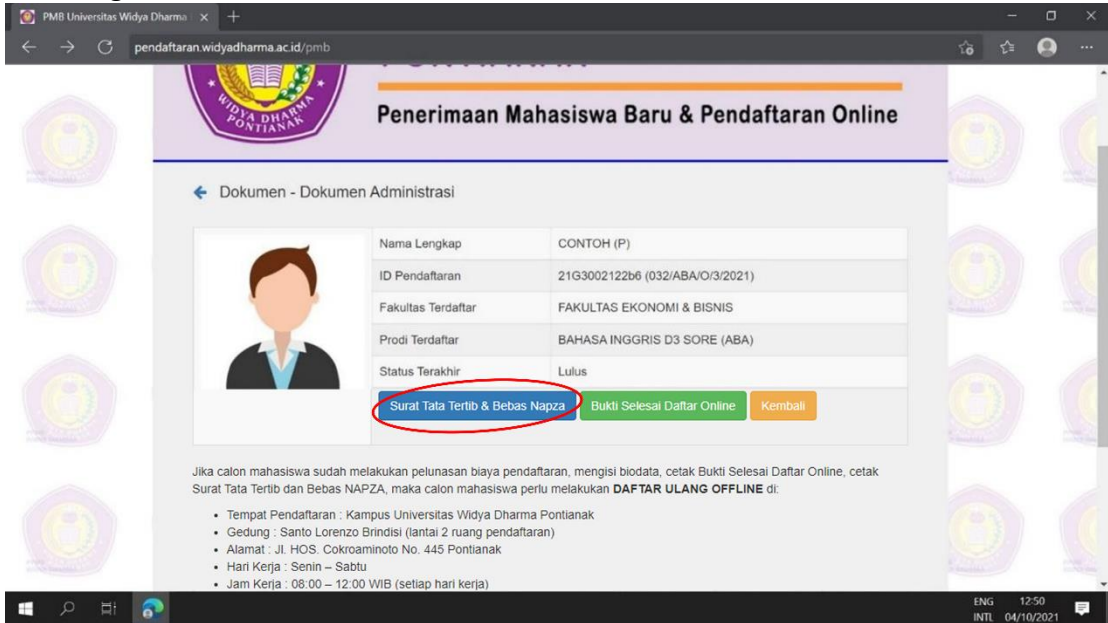 PMB Universitas Widya Dharma
pendaftaran.widyadharma.ac.id/pmb
WIDYA DHARMA
PONTIANAK
Penerimaan Mahasiswa Baru & Pendaftaran Online
Dokumen - Dokumen Administrasi
Nama Lengkap CONTOH (P)
ID Pendaftaran 21G3002122b6 (032/ABA/O/3/2021)
Fakultas Terdaftar FAKULTAS EKONOMI & BISNIS
Prodi Terdaftar BAHASA INGGRIS D3 SORE (ABA)
Status Terakhir Lulus
Surat Tata Tertib & Bebas Napza Bukti Selesai Daftar Online Kembali
Jika calon mahasiswa sudah melakukan pelunasan biaya pendaftaran, mengisi biodata, cetak Bukti Selesai Daftar Online, cetak
Surat Tata Tertib dan Bebas NAPZA, maka calon mahasiswa perlu melakukan DAFTAR ULANG OFFLINE di:
• Tempat Pendaftaran : Kampus Universitas Widya Dharma Pontianak
• Gedung : Santo Lorenzo Brindisi (lantai 2 ruang pendaftaran)
• Alamat : Jl. HOS. Cokroaminoto No. 445 Pontianak
• Hari Kerja : Senin – Sabtu
• Jam Kerja : 08:00 – 12:00 WIB (setiap hari kerja)
ENG 12:50
INTL 04/10/2021